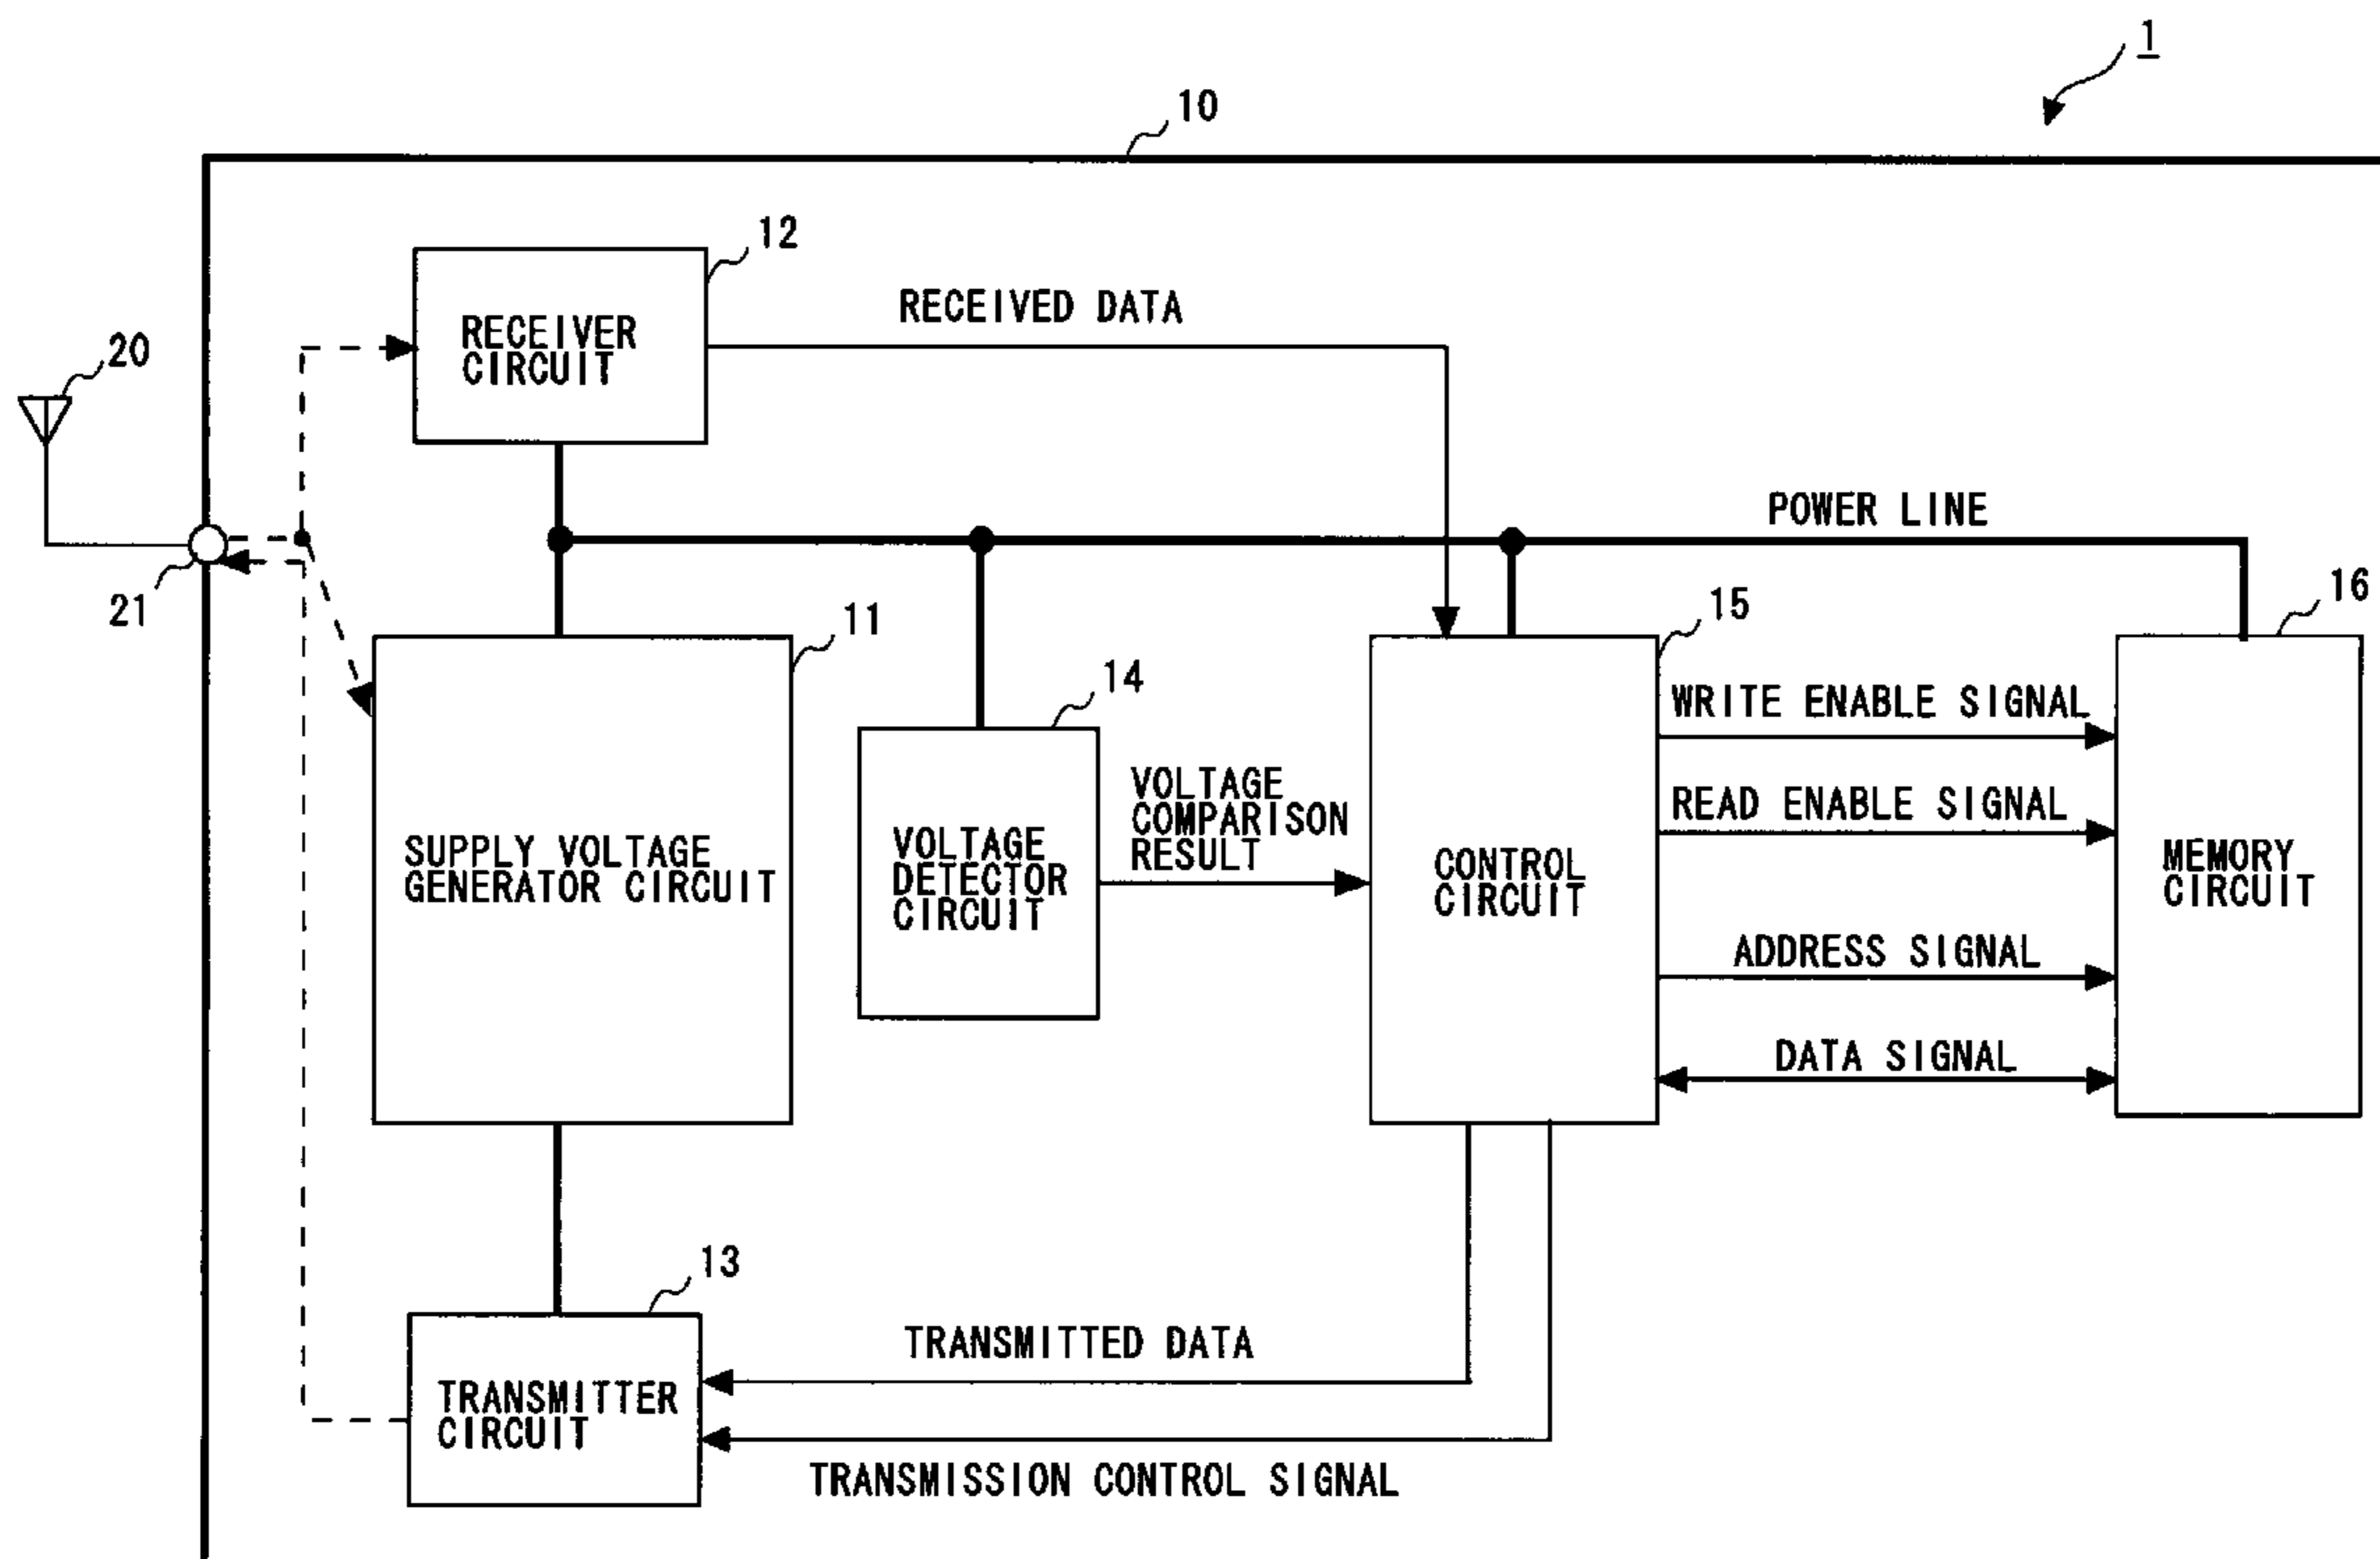 1
10
12
RECEIVED DATA
RECEIVER
CIRCUIT
20
POWER LINE
21
11
15
16
14
WRITE ENABLE SIGNAL
VOLTAGE
COMPARISON
RESULT
READ ENABLE SIGNAL
SUPPLY VOLTAGE
GENERATOR CIRCUIT
VOLTAGE
DETECTOR
CIRCUIT
CONTROL
CIRCUIT
MEMORY
CIRCUIT
ADDRESS SIGNAL
DATA SIGNAL
13
TRANSMITTED DATA
TRANSMITTER
CIRCUIT
TRANSMISSION CONTROL SIGNAL